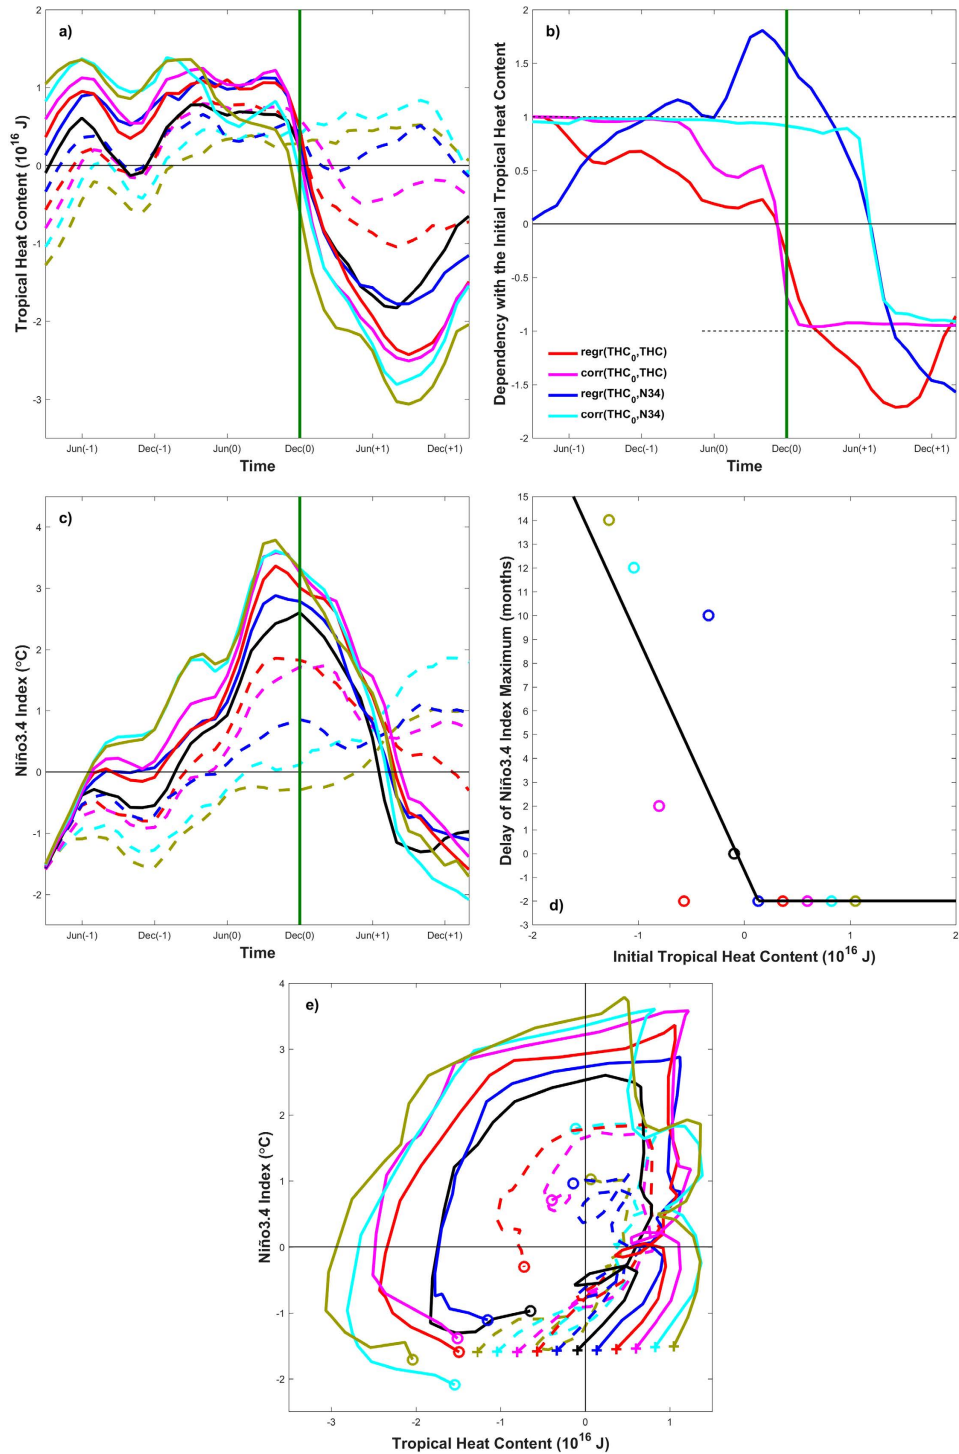 a)
Tropical Heat Content (10^16 J)
2
1
0
-1
-2
-3
Jun(-1) Dec(-1) Jun(0) Dec(0) Jun(+1) Dec(+1)
Time
b)
Dependency with the Initial Tropical Heat Content
2
1.5
1
0.5
0
-0.5
-1
-1.5
-2
regr(THC₀,THC)
corr(THC₀,THC)
regr(THC₀,N34)
corr(THC₀,N34)
Jun(-1) Dec(-1) Jun(0) Dec(0) Jun(+1) Dec(+1)
Time
c)
Niño3.4 Index (°C)
4
3
2
1
0
-1
-2
Jun(-1) Dec(-1) Jun(0) Dec(0) Jun(+1) Dec(+1)
Time
Delay of Niño3.4 Index Maximum (months)
15
14
13
12
11
10
9
8
7
6
5
4
3
2
1
0
-1
-2
-3
d)
-2 -1 0 1 2
Initial Tropical Heat Content (10^16 J)
e)
Niño3.4 Index (°C)
4
3
2
1
0
-1
-2
-3 -2 -1 0 1
Tropical Heat Content (10^16 J)